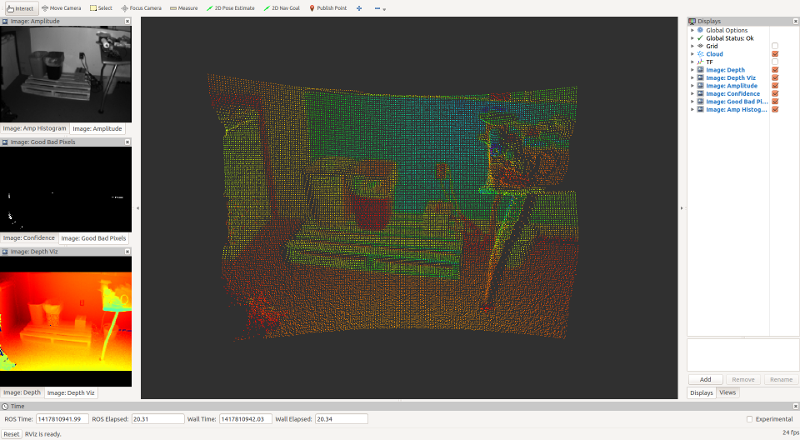 Interact Move Camera Select Focus Camera Measure 2D Pose Estimate 2D Nav Goal Publish Point
Image: Amplitude
Image: Amp Histogram Image: Amplitude
Image: Good Bad Pixels
Image: Confidence Image: Good Bad Pixels
Image: Depth Viz
Image: Depth Image: Depth Viz
Displays
Global Options
Global Status: Ok
Grid
Cloud
TF
Image: Depth
Image: Depth Viz
Image: Amplitude
Image: Confidence
Image: Good Bad Pi...
Image: Amp Histog...
Add Remove Rename
Displays Views
Time
ROS Time: 1417810941.99 ROS Elapsed: 20.31 Wall Time: 1417810942.03 Wall Elapsed: 20.34 Experimental
Reset RViz is ready. 24 fps